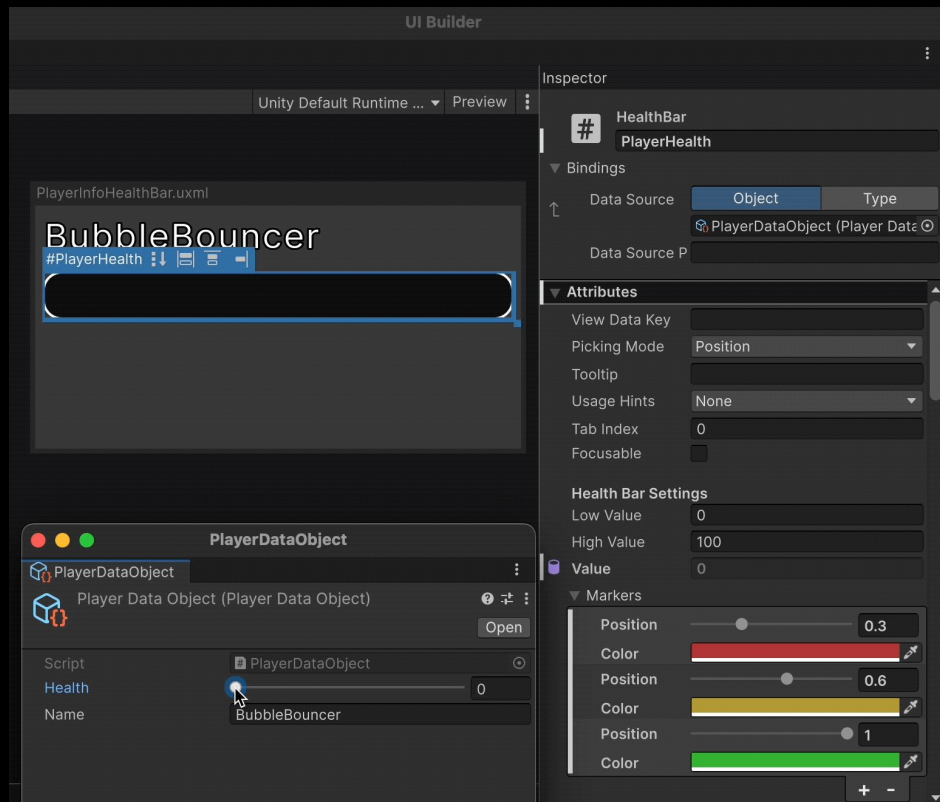 UI Builder
Unity Default Runtime ...
Preview
PlayerInfoHealthBar.uxml
BubbleBouncer
#PlayerHealth
Inspector
#
HealthBar
PlayerHealth
Bindings
Data Source
Object
Type
PlayerDataObject (Player Data
Data Source P
Attributes
View Data Key
Picking Mode
Position
Tooltip
Usage Hints
None
Tab Index
0
Focusable
Health Bar Settings
Low Value
0
High Value
100
Value
0
Markers
Position
0.3
Color
Position
0.6
Color
Position
1
Color
+ -
PlayerDataObject
PlayerDataObject
Player Data Object (Player Data Object)
Open
Script
# PlayerDataObject
Health
0
Name
BubbleBouncer